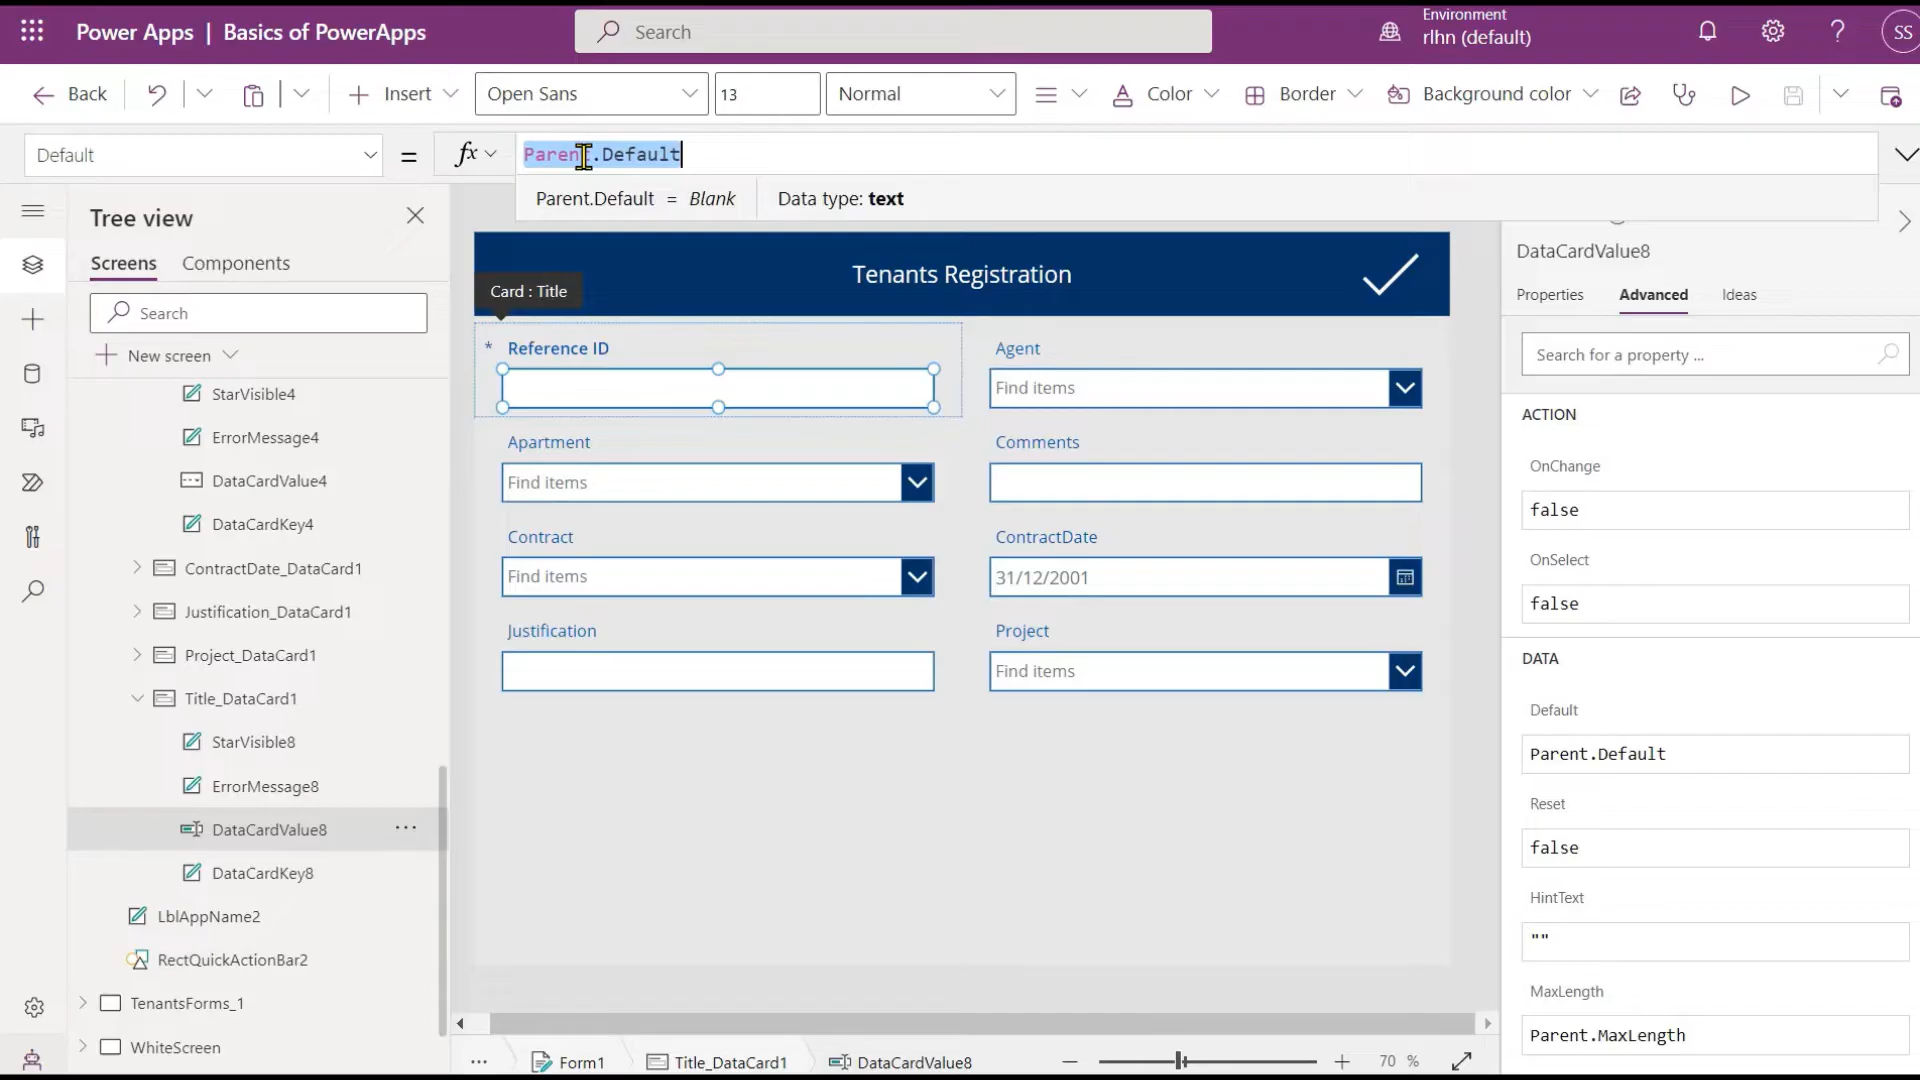 Power Apps | Basics of PowerApps
Search
Environment
rlhn (default)
SS
Back
Insert
Open Sans
13
Normal
Color
Border
Background color
Default
=
fx
Parent.Default
Parent.Default = Blank
Data type: text
Tree view
Screens
Components
Search
New screen
StarVisible4
ErrorMessage4
DataCardValue4
DataCardKey4
ContractDate_DataCard1
Justification_DataCard1
Project_DataCard1
Title_DataCard1
StarVisible8
ErrorMessage8
DataCardValue8
DataCardKey8
LblAppName2
RectQuickActionBar2
TenantsForms_1
WhiteScreen
Tenants Registration
Card : Title
* Reference ID
Agent
Find items
Apartment
Find items
Comments
Contract
Find items
ContractDate
31/12/2001
Justification
Project
Find items
Form1
Title_DataCard1
DataCardValue8
70 %
DataCardValue8
Properties
Advanced
Ideas
Search for a property ...
ACTION
OnChange
false
OnSelect
false
DATA
Default
Parent.Default
Reset
false
HintText
""
MaxLength
Parent.MaxLength